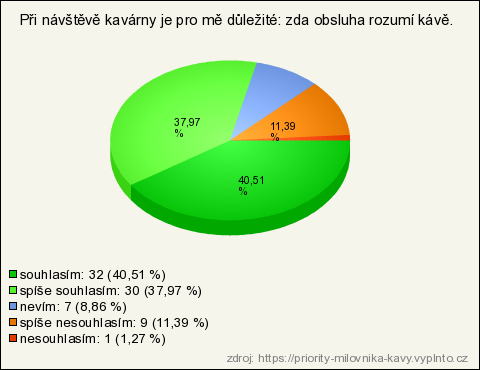 Při návštěvě kavárny je pro mě důležité: zda obsluha rozumí kávě.
37,97
%
11,39
%
40,51
%
souhlasím: 32 (40,51 %)
spíše souhlasím: 30 (37,97 %)
nevím: 7 (8,86 %)
spíše nesouhlasím: 9 (11,39 %)
nesouhlasím: 1 (1,27 %)
zdroj: https://priority-milovnika-kavy.vyplnto.cz